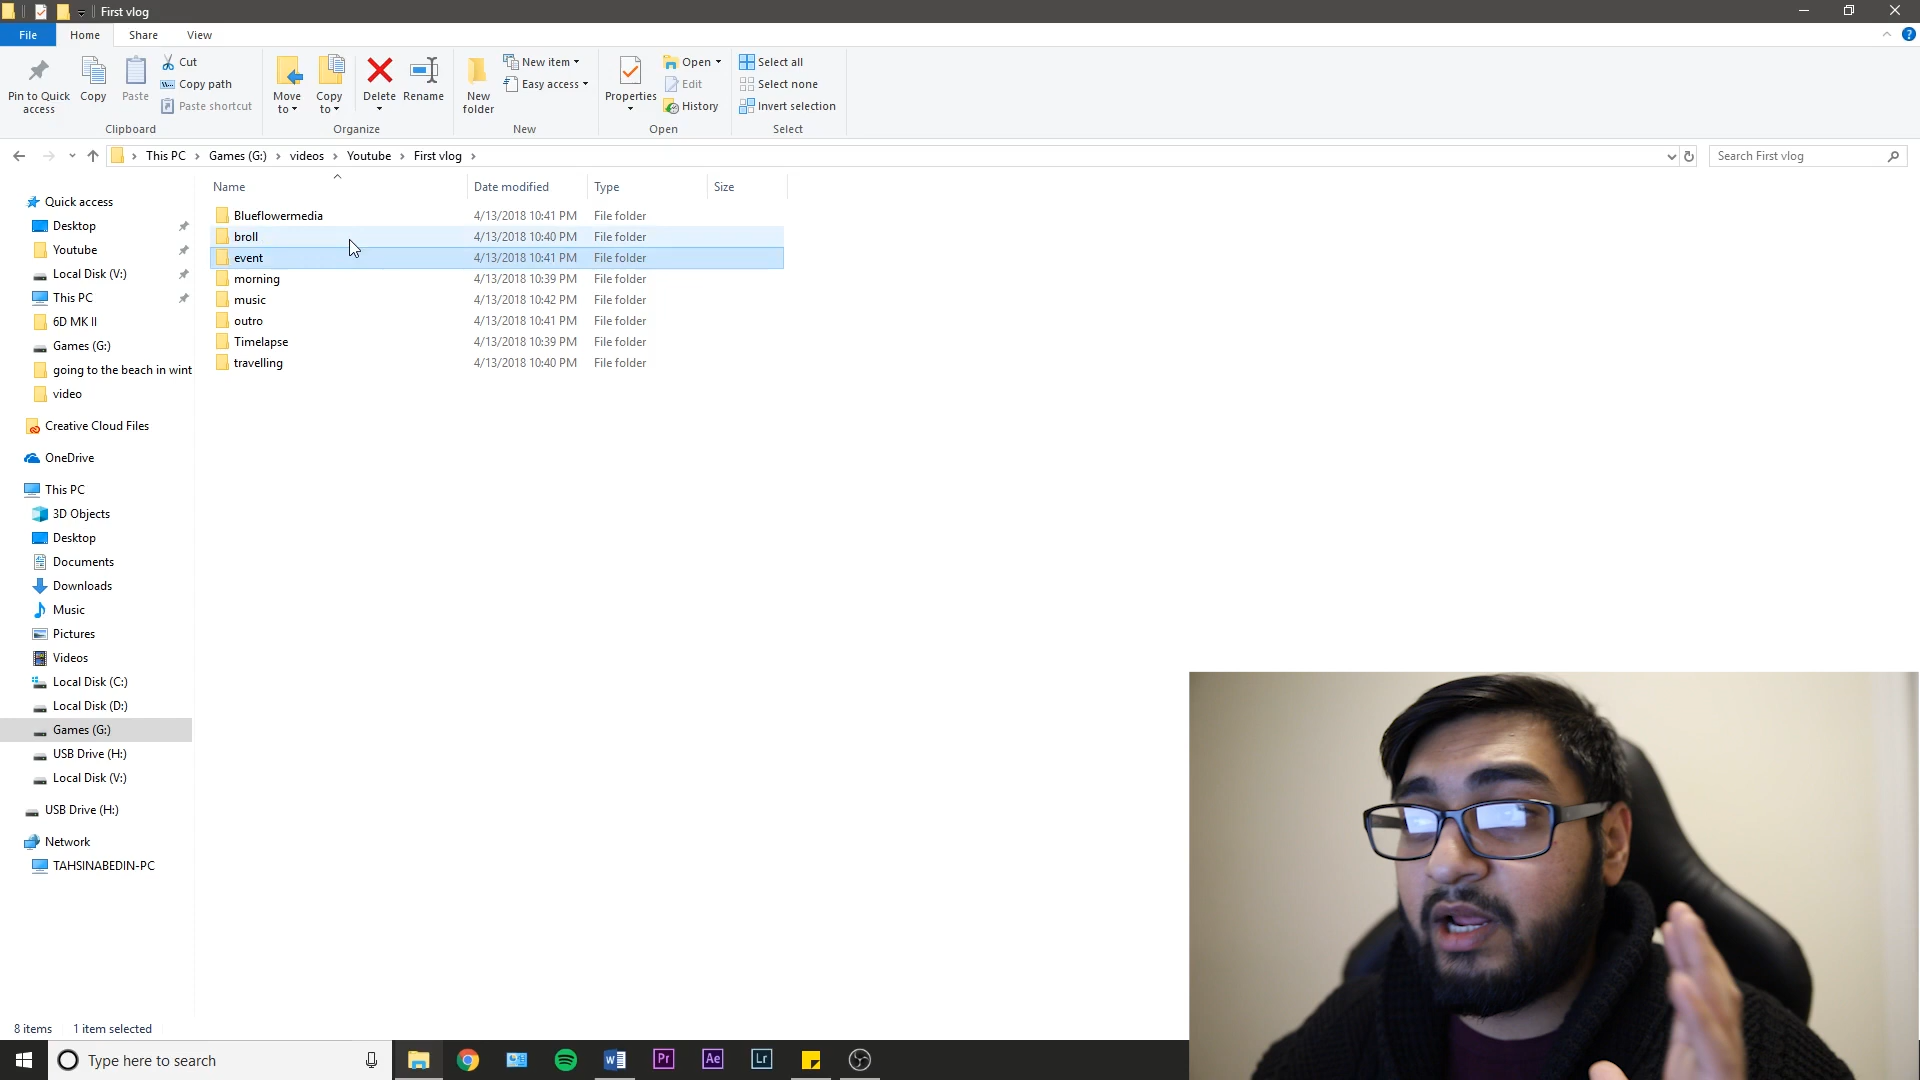 First vlog
File Home Share View
Pin to Quick access
Copy
Paste
Cut
Copy path
Paste shortcut
Clipboard
Move to
Copy to
Delete
Rename
Organize
New folder
New item
Easy access
New
Properties
Open
Edit
History
Open
Select all
Select none
Invert selection
Select
This PC > Games (G:) > videos > Youtube > First vlog >
Search First vlog
Name Date modified Type Size
Blueflowermedia 4/13/2018 10:41 PM File folder
broll 4/13/2018 10:40 PM File folder
event 4/13/2018 10:41 PM File folder
morning 4/13/2018 10:39 PM File folder
music 4/13/2018 10:42 PM File folder
outro 4/13/2018 10:41 PM File folder
Timelapse 4/13/2018 10:39 PM File folder
travelling 4/13/2018 10:40 PM File folder
Quick access
Desktop
Youtube
Local Disk (V:)
This PC
6D MK II
Games (G:)
going to the beach in wint
video
Creative Cloud Files
OneDrive
This PC
3D Objects
Desktop
Documents
Downloads
Music
Pictures
Videos
Local Disk (C:)
Local Disk (D:)
Games (G:)
USB Drive (H:)
Local Disk (V:)
USB Drive (H:)
Network
TAHSINABEDIN-PC
8 items 1 item selected
Type here to search
Pr Ae Lr